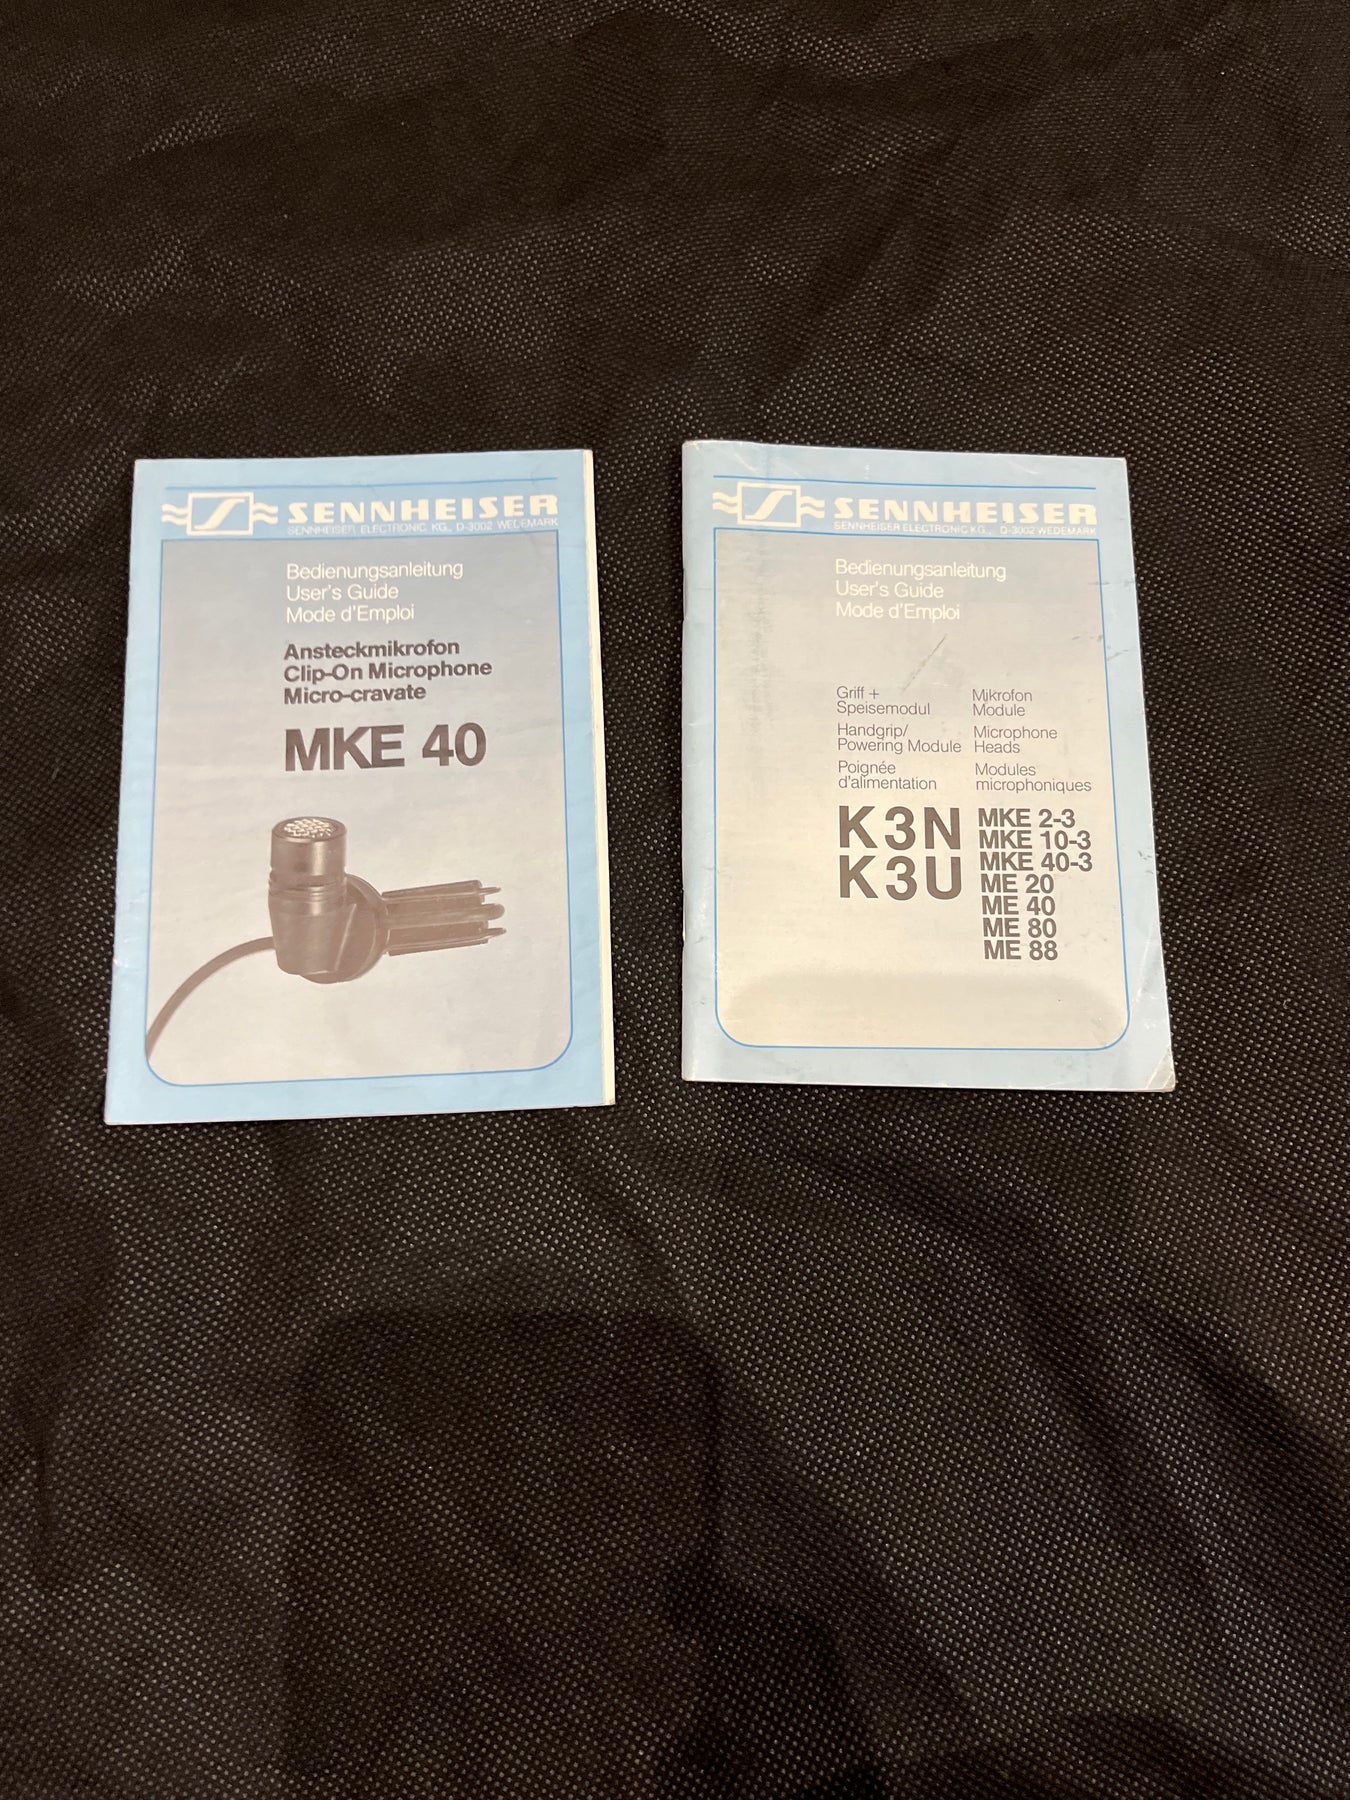 SENNHEISER
SENNHEISER ELECTRONIC KG., D-3002 WEDEMARK
Bedienungsanleitung
User's Guide
Mode d'Emploi
Ansteckmikrofon
Clip-On Microphone
Micro-cravate
MKE 40
SENNHEISER
SENNHEISER ELECTRONIC KG., D-3002 WEDEMARK
Bedienungsanleitung
User's Guide
Mode d'Emploi
Griff +
Speisemodul
Handgrip/
Powering Module
Poignée
d'alimentation
K3N
K3U
Mikrofon
Module
Microphone
Heads
Modules
microphoniques
MKE 2-3
MKE 10-3
MKE 40-3
ME 20
ME 40
ME 80
ME 88